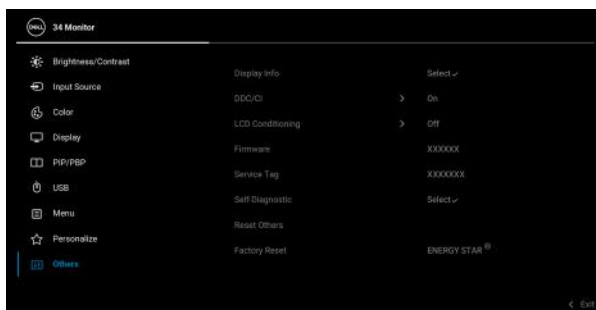 DELL 34 Monitor
Brightness/Contrast
Input Source
Color
Display
PIP/PBP
USB
Menu
Personalize
Others
Display Info Select
DDC/CI > On
LCD Conditioning > Off
Firmware XXXXXX
Service Tag XXXXXXX
Self-Diagnostic Select
Reset Others
Factory Reset ENERGY STAR®
< Exit